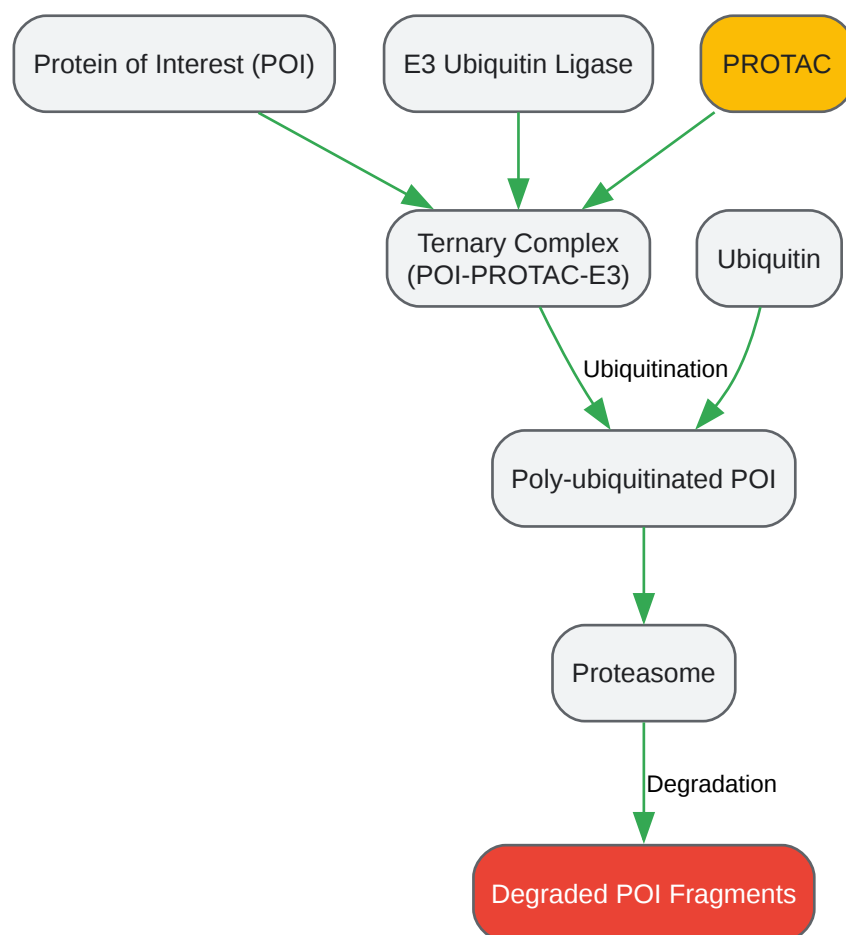 Protein of Interest (POI)
E3 Ubiquitin Ligase
PROTAC
Ternary Complex
(POI-PROTAC-E3)
Ubiquitin
Ubiquitination
Poly-ubiquitinated POI
Proteasome
Degradation
Degraded POI Fragments